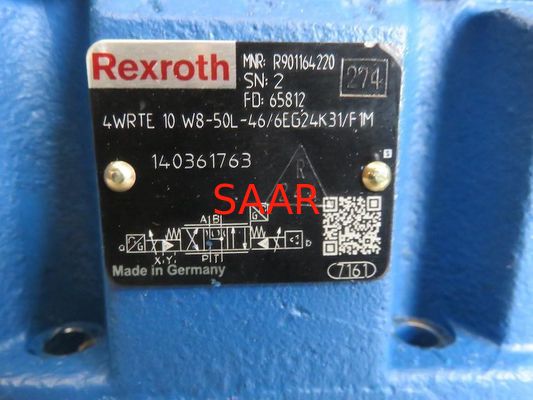 Rexroth
MNR: R901164220
SN: 2
FD: 65812
274
4WRTE 10 W8-50L-46/6EG24K31/F1M
140361763
R
SAAR
S
A B
G
a
G
b
X Y
P T
Made in Germany
7161